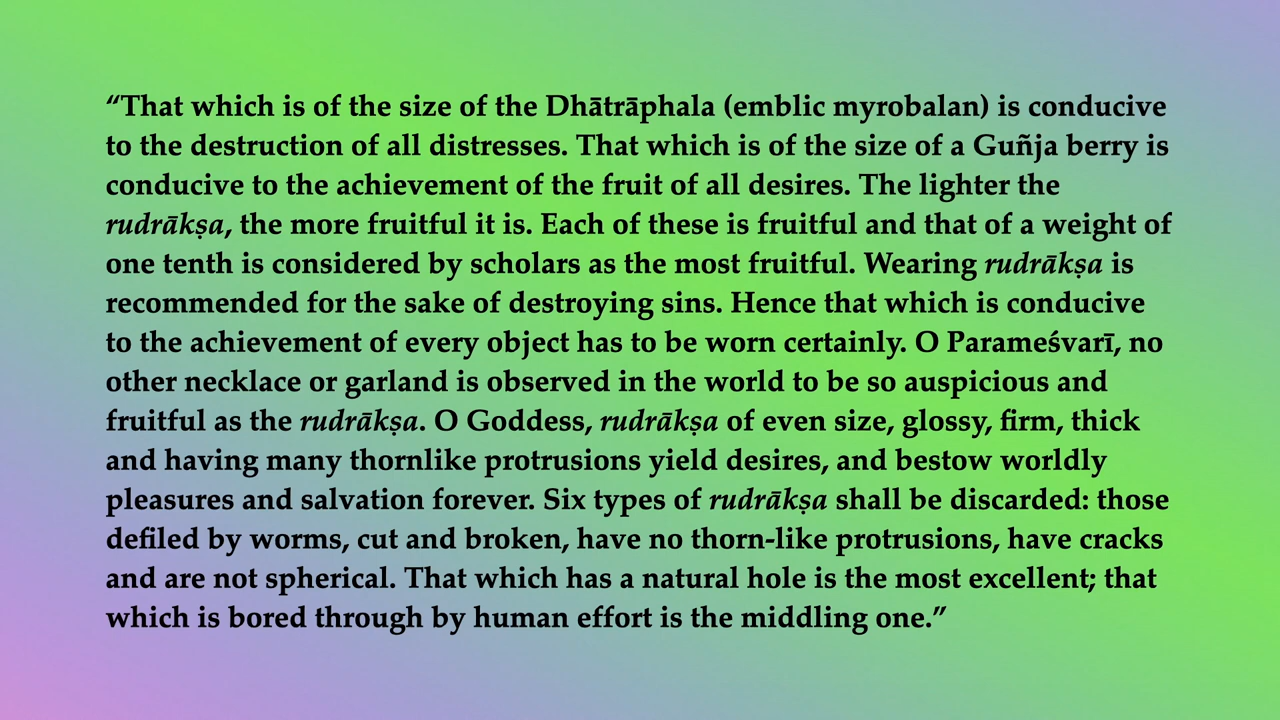 “That which is of the size of the Dhātrāphala (emblic myrobalan) is conducive
to the destruction of all distresses. That which is of the size of a Guñja berry is
conducive to the achievement of the fruit of all desires. The lighter the
rudrākṣa, the more fruitful it is. Each of these is fruitful and that of a weight of
one tenth is considered by scholars as the most fruitful. Wearing rudrākṣa is
recommended for the sake of destroying sins. Hence that which is conducive
to the achievement of every object has to be worn certainly. O Parameśvarī, no
other necklace or garland is observed in the world to be so auspicious and
fruitful as the rudrākṣa. O Goddess, rudrākṣa of even size, glossy, firm, thick
and having many thornlike protrusions yield desires, and bestow worldly
pleasures and salvation forever. Six types of rudrākṣa shall be discarded: those
defiled by worms, cut and broken, have no thorn-like protrusions, have cracks
and are not spherical. That which has a natural hole is the most excellent; that
which is bored through by human effort is the middling one.”